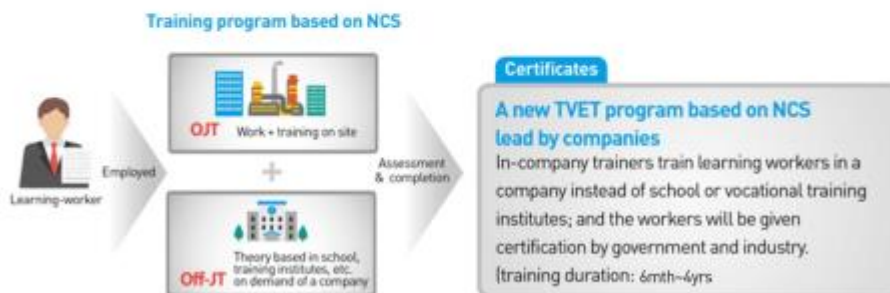 Training program based on NCS
Learning-worker
Employed
OJT Work + training on site
+
Off-JT Theory based in school,
training institutes, etc.
on demand of a company
Assessment
& completion
Certificates
A new TVET program based on NCS
lead by companies
In-company trainers train learning workers in a
company instead of school or vocational training
institutes; and the workers will be given
certification by government and industry.
(training duration: 6mth~4yrs